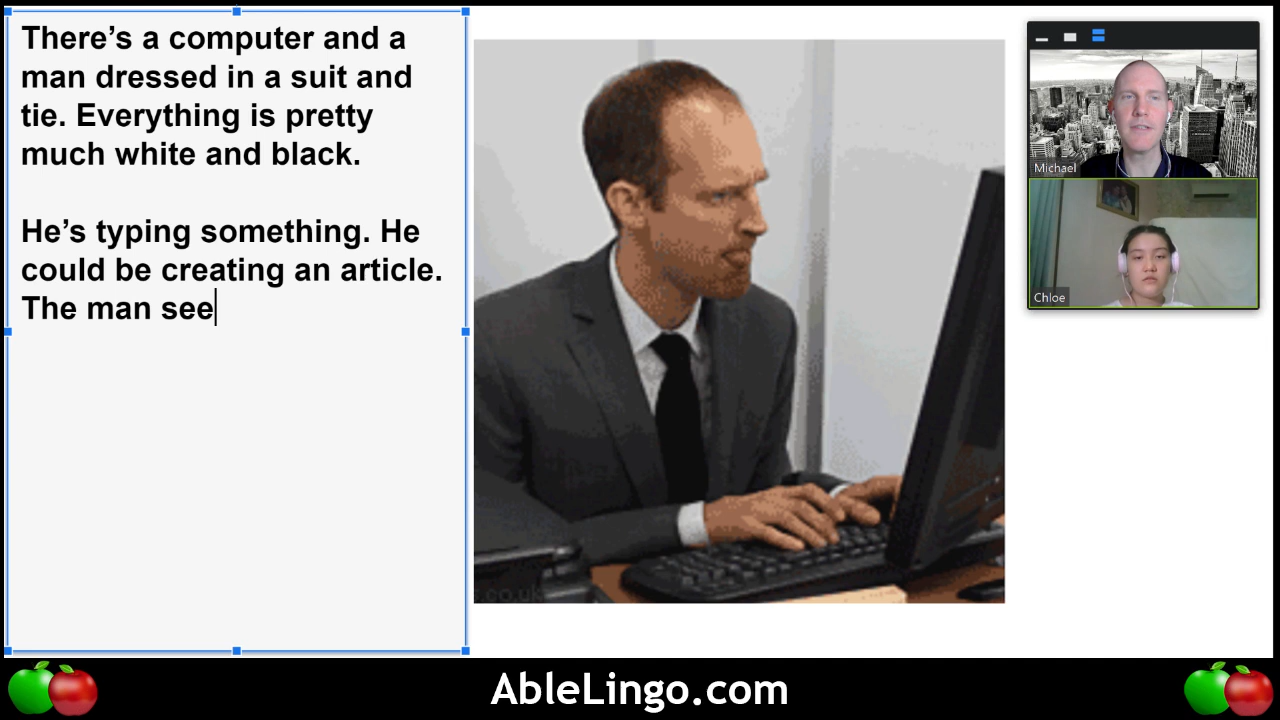 There’s a computer and a
man dressed in a suit and
tie. Everything is pretty
much white and black.
He’s typing something. He
could be creating an article.
The man see
Michael
Chloe
AbleLingo.com